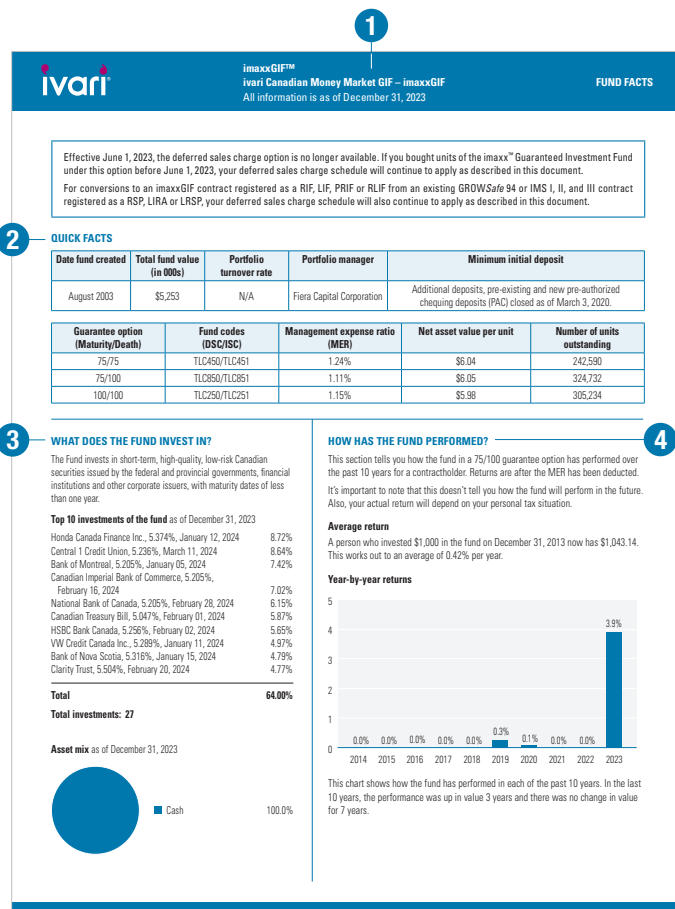 1
ivari
imaxxGIF™
ivari Canadian Money Market GIF – imaxxGIF
All information is as of December 31, 2023
FUND FACTS
Effective June 1, 2023, the deferred sales charge option is no longer available. If you bought units of the imaxx™ Guaranteed Investment Fund
under this option before June 1, 2023, your deferred sales charge schedule will continue to apply as described in this document.
For conversions to an imaxxGIF contract registered as a RIF, LIF, PRIF or RLIF from an existing GROWSafe 94 or IMS I, II, and III contract
registered as a RSP, LIRA or LRSP, your deferred sales charge schedule will also continue to apply as described in this document.
2
QUICK FACTS
Date fund created Total fund value Portfolio Portfolio manager Minimum initial deposit
(in 000s) turnover rate
August 2003 $5,253 N/A Fiera Capital Corporation Additional deposits, pre-existing and new pre-authorized
chequing deposits (PAC) closed as of March 3, 2020.
Guarantee option Fund codes Management expense ratio Net asset value per unit Number of units
(Maturity/Death) (DSC/ISC) (MER) outstanding
75/75 TLC450/TLC451 1.24% $6.04 242,590
75/100 TLC850/TLC851 1.11% $6.05 324,732
100/100 TLC250/TLC251 1.15% $5.98 305,234
3
WHAT DOES THE FUND INVEST IN?
The Fund invests in short-term, high-quality, low-risk Canadian
securities issued by the federal and provincial governments, financial
institutions and other corporate issuers, with maturity dates of less
than one year.
Top 10 investments of the fund as of December 31, 2023
Honda Canada Finance Inc., 5.374%, January 12, 2024 8.72%
Central 1 Credit Union, 5.236%, March 11, 2024 8.64%
Bank of Montreal, 5.205%, January 05, 2024 7.42%
Canadian Imperial Bank of Commerce, 5.205%,
February 16, 2024 7.02%
National Bank of Canada, 5.205%, February 28, 2024 6.15%
Canadian Treasury Bill, 5.047%, February 01, 2024 5.87%
HSBC Bank Canada, 5.256%, February 02, 2024 5.65%
VW Credit Canada Inc., 5.289%, January 11, 2024 4.97%
Bank of Nova Scotia, 5.316%, January 15, 2024 4.79%
Clarity Trust, 5.504%, February 20, 2024 4.77%
Total 64.00%
Total investments: 27
Asset mix as of December 31, 2023
Cash 100.0%
4
HOW HAS THE FUND PERFORMED?
This section tells you how the fund in a 75/100 guarantee option has performed over
the past 10 years for a contractholder. Returns are after the MER has been deducted.
It's important to note that this doesn't tell you how the fund will perform in the future.
Also, your actual return will depend on your personal tax situation.
Average return
A person who invested $1,000 in the fund on December 31, 2013 now has $1,043.14.
This works out to an average of 0.42% per year.
Year-by-year returns
5
4
3
2
1
0
0.0% 0.0% 0.0% 0.0% 0.0% 0.3% 0.1% 0.0% 0.0% 3.9%
2014 2015 2016 2017 2018 2019 2020 2021 2022 2023
This chart shows how the fund has performed in each of the past 10 years. In the last
10 years, the performance was up in value 3 years and there was no change in value
for 7 years.